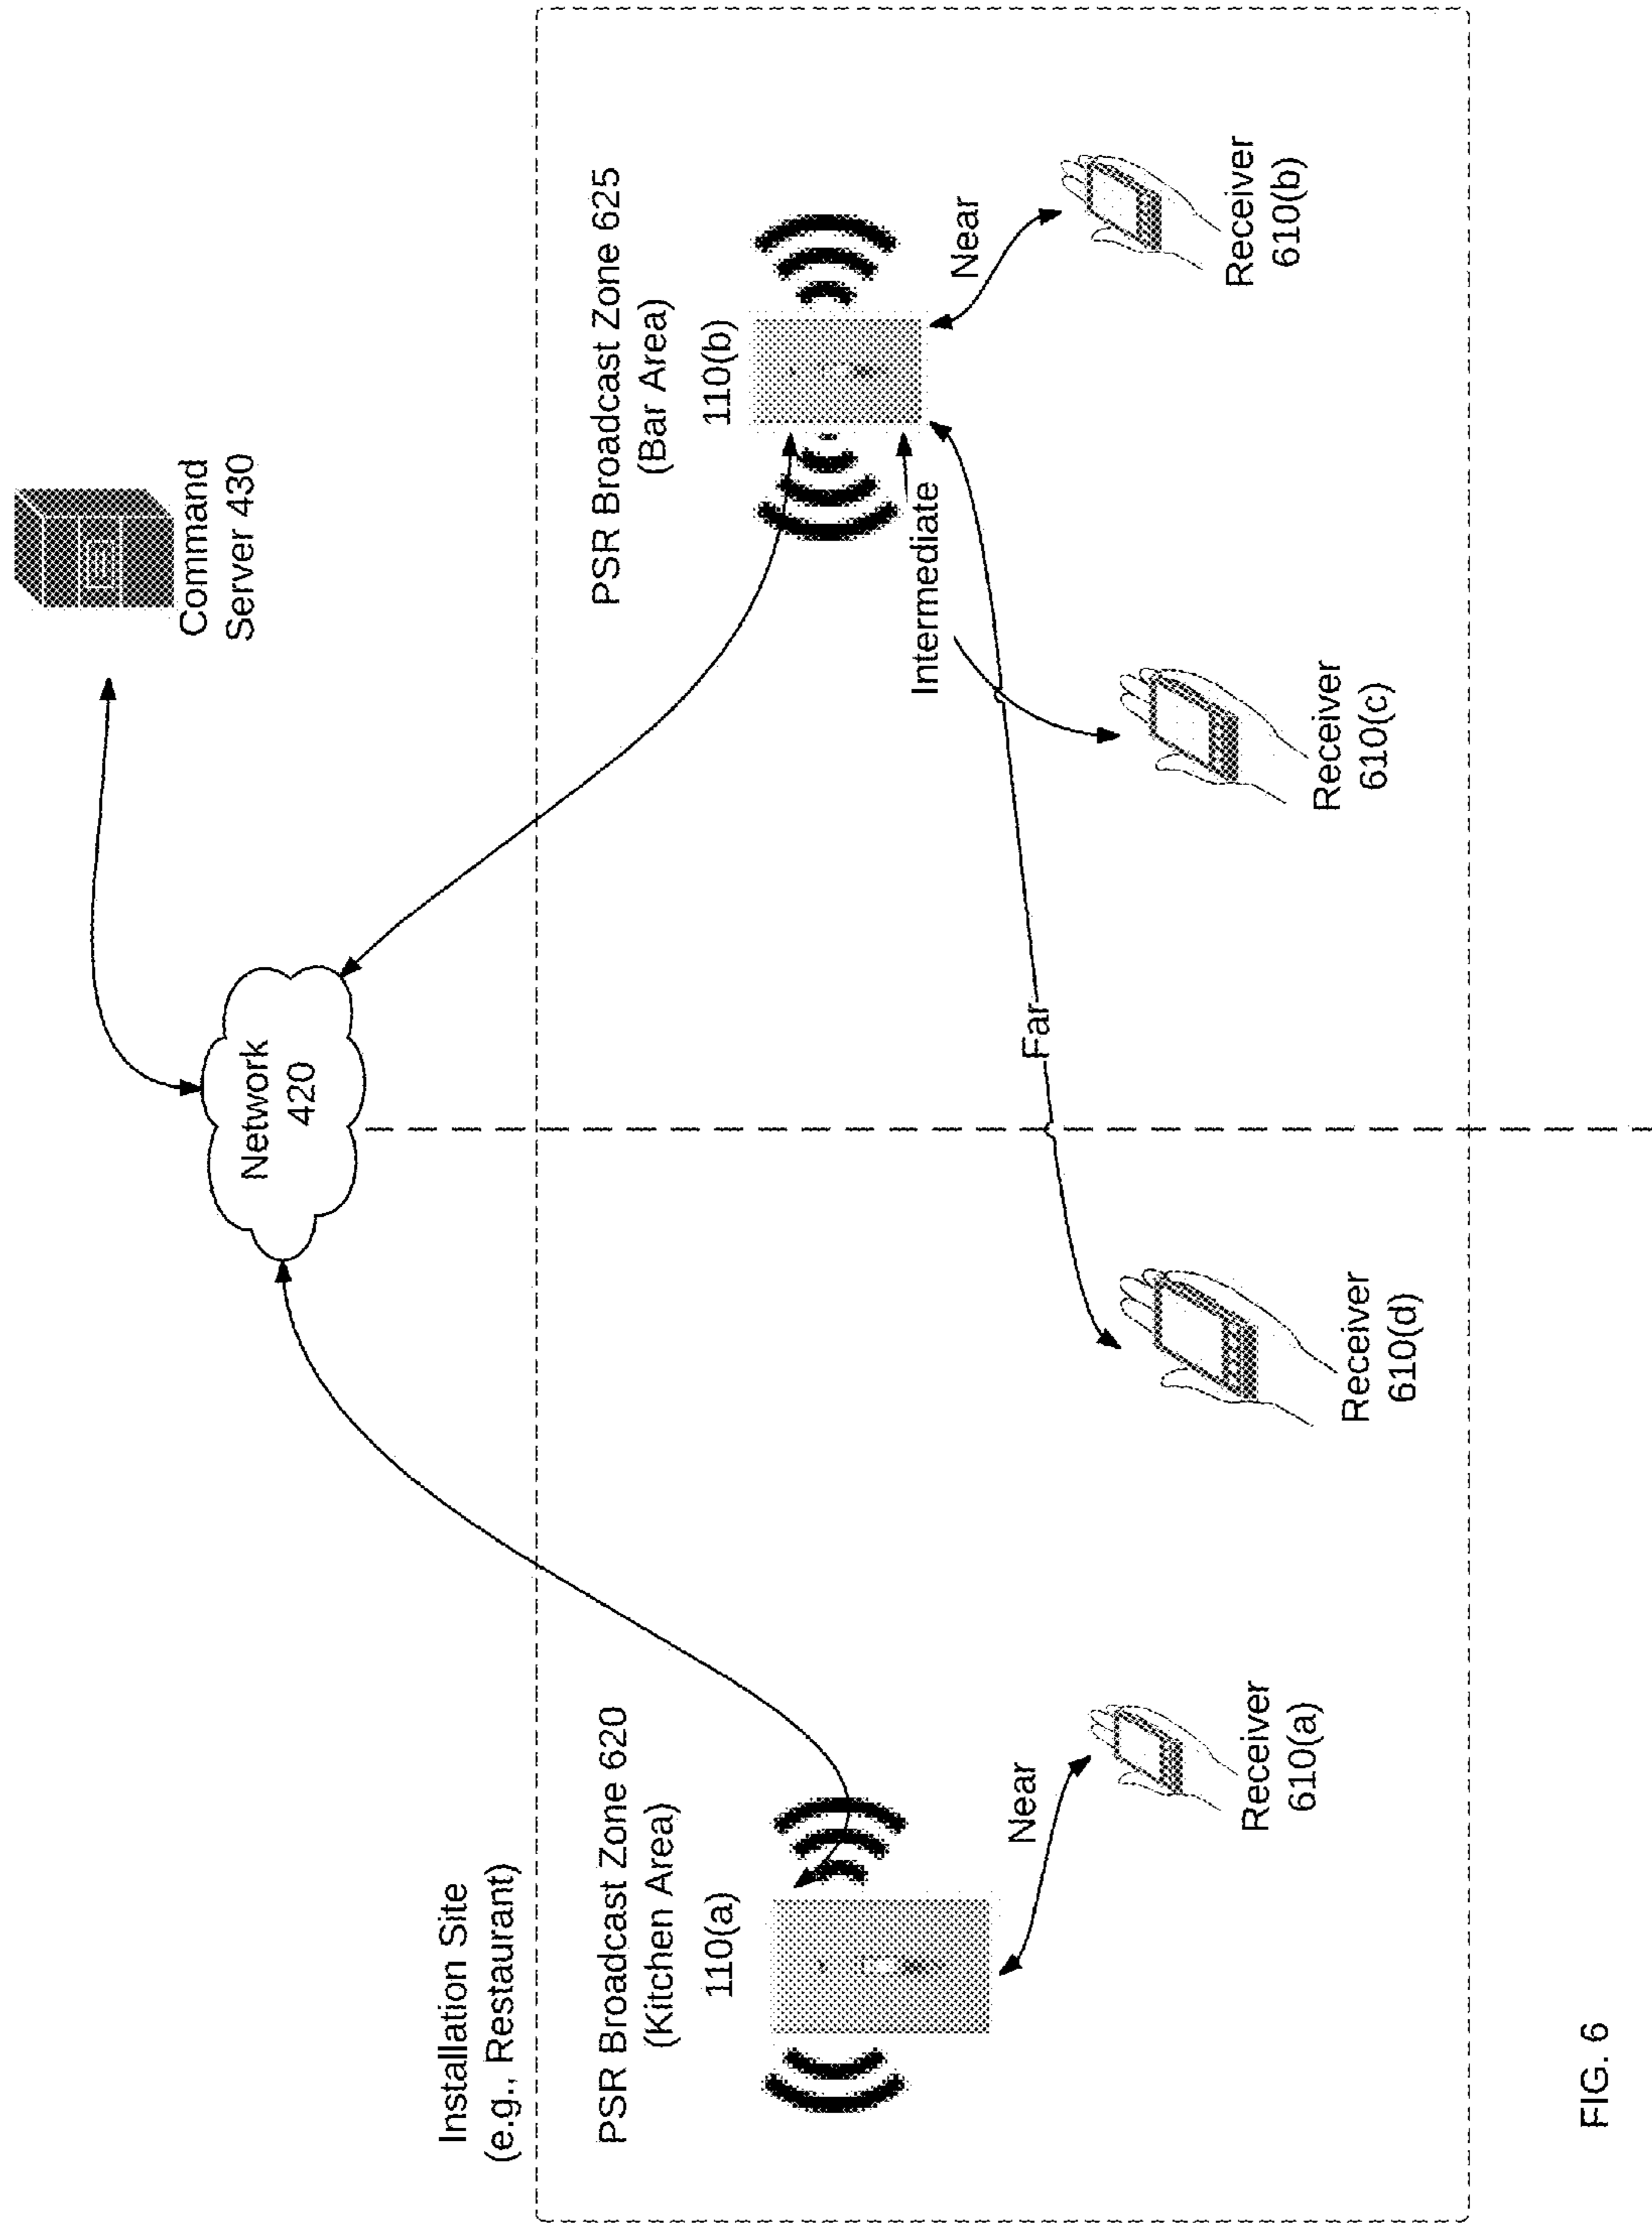 Command
Server 430
Network
420
Installation Site
(e.g., Restaurant)
PSR Broadcast Zone 620
(Kitchen Area)
110(a)
PSR Broadcast Zone 625
(Bar Area)
110(b)
Near
Intermediate
Near
Far
Receiver
610(a)
Receiver
610(d)
Receiver
610(c)
Receiver
610(b)
FIG. 6